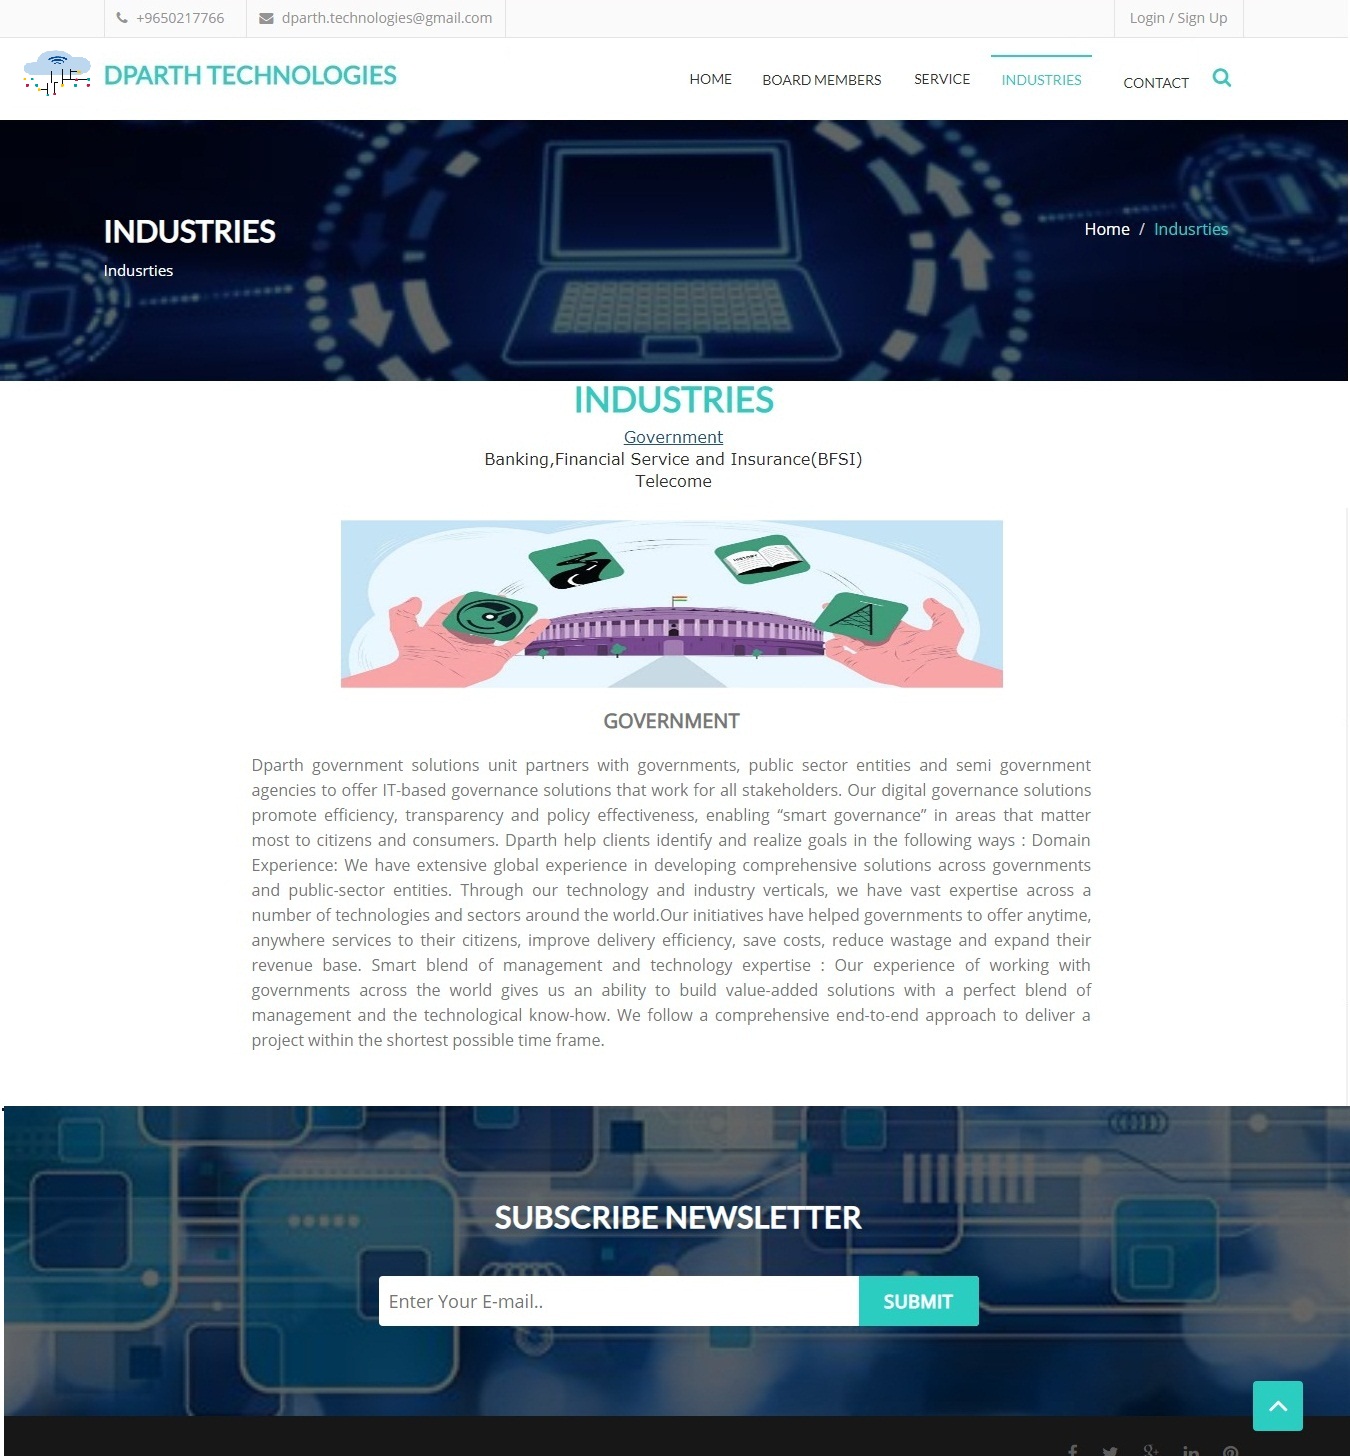 +9650217766
dparth.technologies@gmail.com
Login / Sign Up
DPARTH TECHNOLOGIES
HOME
BOARD MEMBERS
SERVICE
INDUSTRIES
CONTACT
INDUSTRIES
Indusrties
Home / Indusrties
INDUSTRIES
Government
Banking,Financial Service and Insurance(BFSI)
Telecome
HISTORY
GOVERNMENT
Dparth government solutions unit partners with governments, public sector entities and semi government
agencies to offer IT-based governance solutions that work for all stakeholders. Our digital governance solutions
promote efficiency, transparency and policy effectiveness, enabling “smart governance” in areas that matter
most to citizens and consumers. Dparth help clients identify and realize goals in the following ways : Domain
Experience: We have extensive global experience in developing comprehensive solutions across governments
and public-sector entities. Through our technology and industry verticals, we have vast expertise across a
number of technologies and sectors around the world.Our initiatives have helped governments to offer anytime,
anywhere services to their citizens, improve delivery efficiency, save costs, reduce wastage and expand their
revenue base. Smart blend of management and technology expertise : Our experience of working with
governments across the world gives us an ability to build value-added solutions with a perfect blend of
management and the technological know-how. We follow a comprehensive end-to-end approach to deliver a
project within the shortest possible time frame.
SUBSCRIBE NEWSLETTER
Enter Your E-mail..
SUBMIT